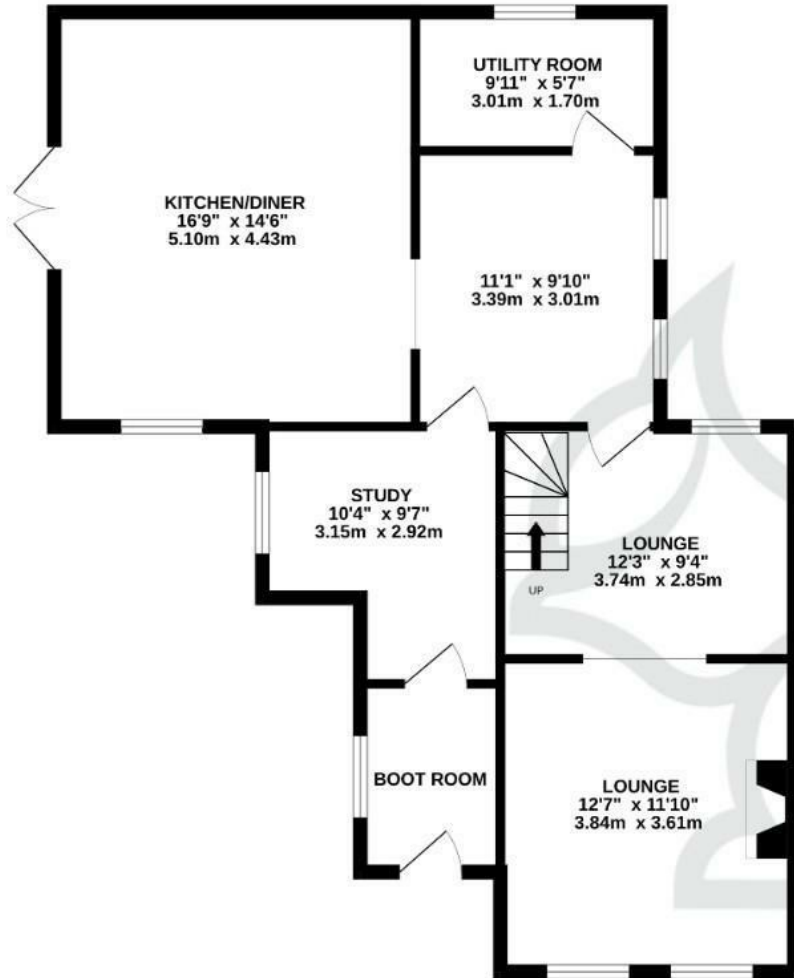 UTILITY ROOM
9'11" x 5'7"
3.01m x 1.70m
KITCHEN/DINER
16'9" x 14'6"
5.10m x 4.43m
11'1" x 9'10"
3.39m x 3.01m
STUDY
10'4" x 9'7"
3.15m x 2.92m
LOUNGE
12'3" x 9'4"
3.74m x 2.85m
UP
BOOT ROOM
LOUNGE
12'7" x 11'10"
3.84m x 3.61m